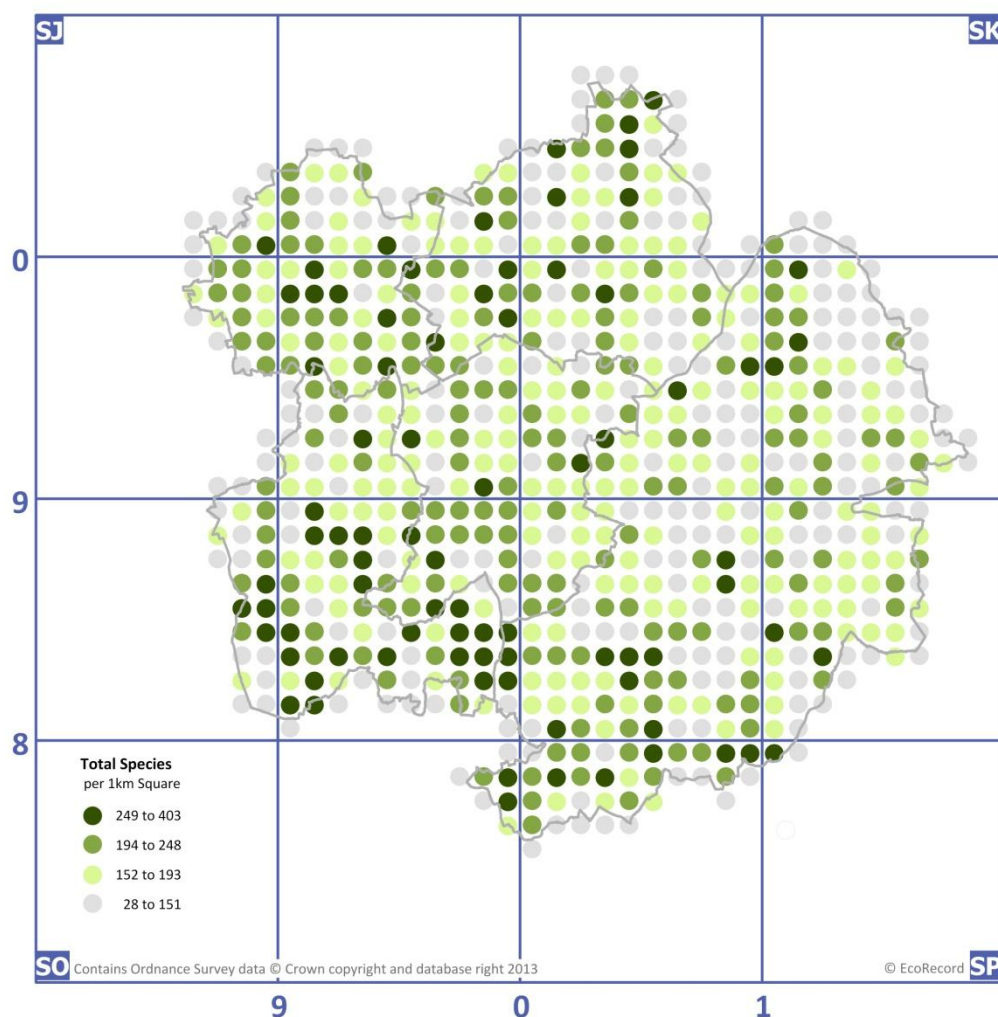 SJ
SK
0
9
8
Total Species
per 1km Square
249 to 403
194 to 248
152 to 193
28 to 151
SO
Contains Ordnance Survey data © Crown copyright and database right 2013
© EcoRecord
SP
9
0
1